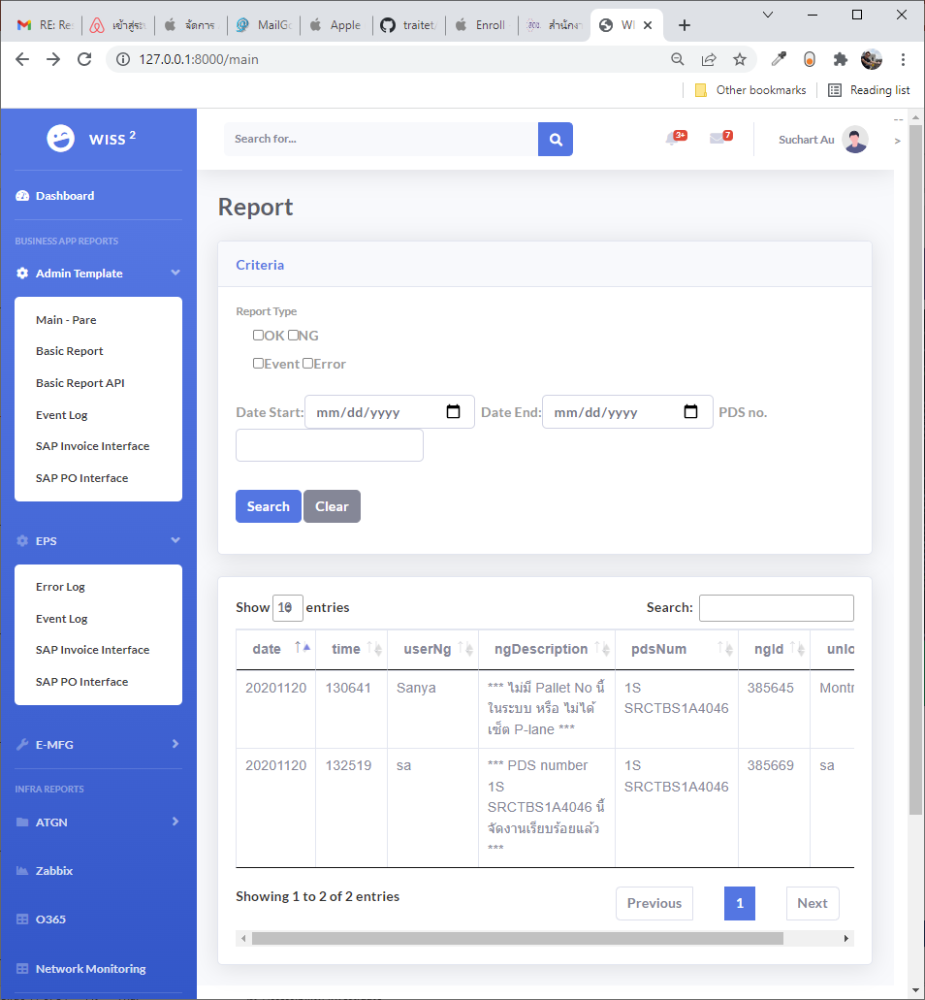 RE: Re
เข้าสู่ระ
จัดการ
MailGo
Apple
traitet
Enroll
สำนักงา
WI
127.0.0.1:8000/main
Other bookmarks
Reading list
WISS 2
Search for...
3+
7
Suchart Au
Dashboard
BUSINESS APP REPORTS
Admin Template
Main - Pare
Basic Report
Basic Report API
Event Log
SAP Invoice Interface
SAP PO Interface
EPS
Error Log
Event Log
SAP Invoice Interface
SAP PO Interface
E-MFG
INFRA REPORTS
ATGN
Zabbix
O365
Network Monitoring
Report
Criteria
Report Type
OK NG
Event Error
Date Start: mm/dd/yyyy Date End: mm/dd/yyyy PDS no.
Search Clear
Show 10 entries
Search:
date time userNg ngDescription pdsNum ngId unlo
20201120 130641 Sanya *** ไม่มี Pallet No นี้ 1S 385645 Montr
ในระบบ หรือ ไม่ได้ SRCTBS1A4046
เซ็ต P-lane ***
20201120 132519 sa *** PDS number 1S 385669 sa
1S SRCTBS1A4046
SRCTBS1A4046 นี้
จัดงานเรียบร้อยแล้ว
***
Showing 1 to 2 of 2 entries
Previous 1 Next